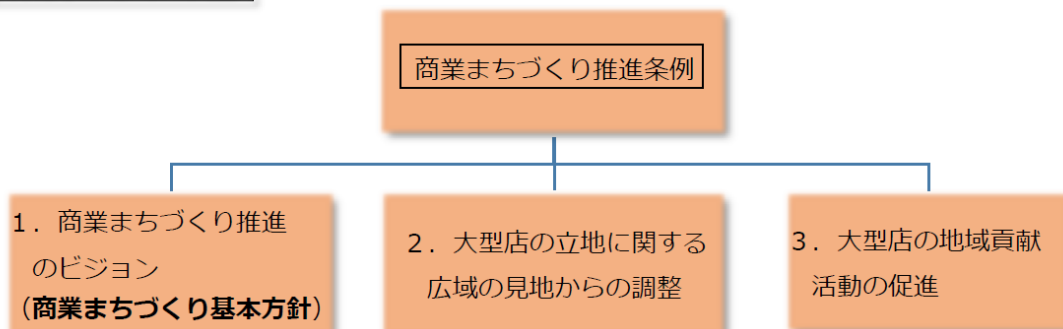 商業まちづくり推進条例
1．商業まちづくり推進
のビジョン
（商業まちづくり基本方針）
2．大型店の立地に関する
広域の見地からの調整
3．大型店の地域貢献
活動の促進